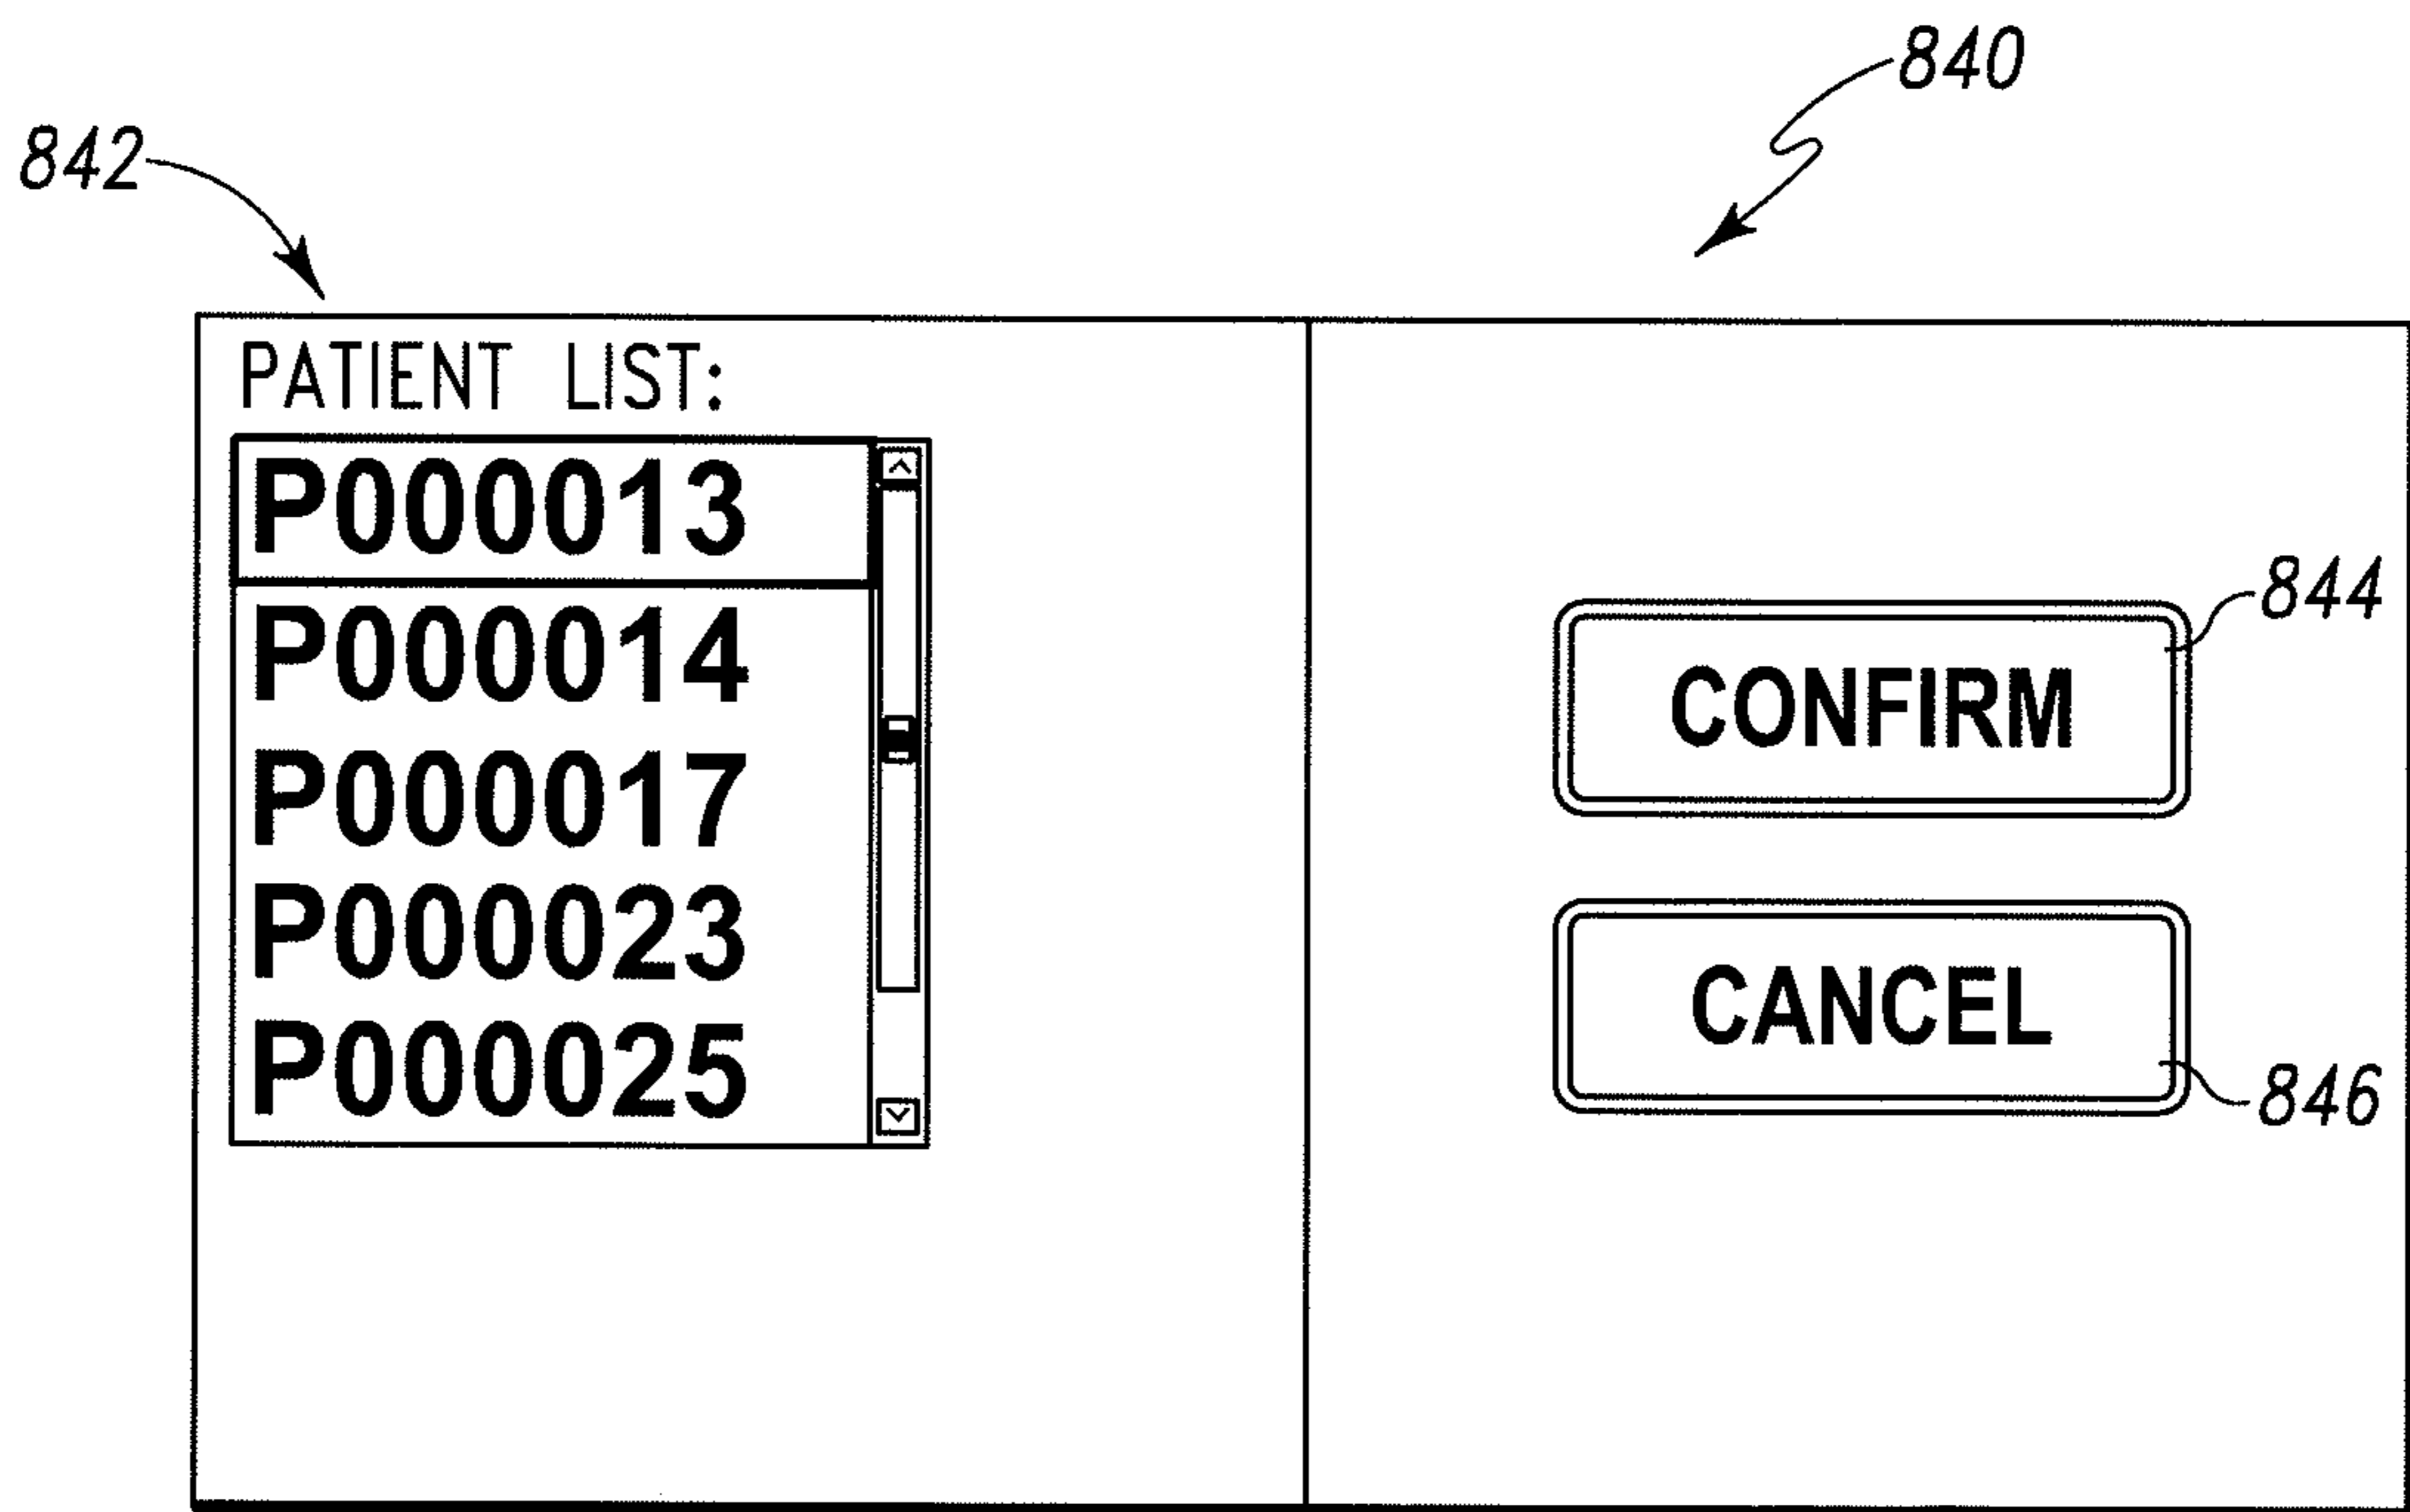 840
842
PATIENT LIST:
P000013
P000014
P000017
P000023
P000025
844
CONFIRM
CANCEL
846